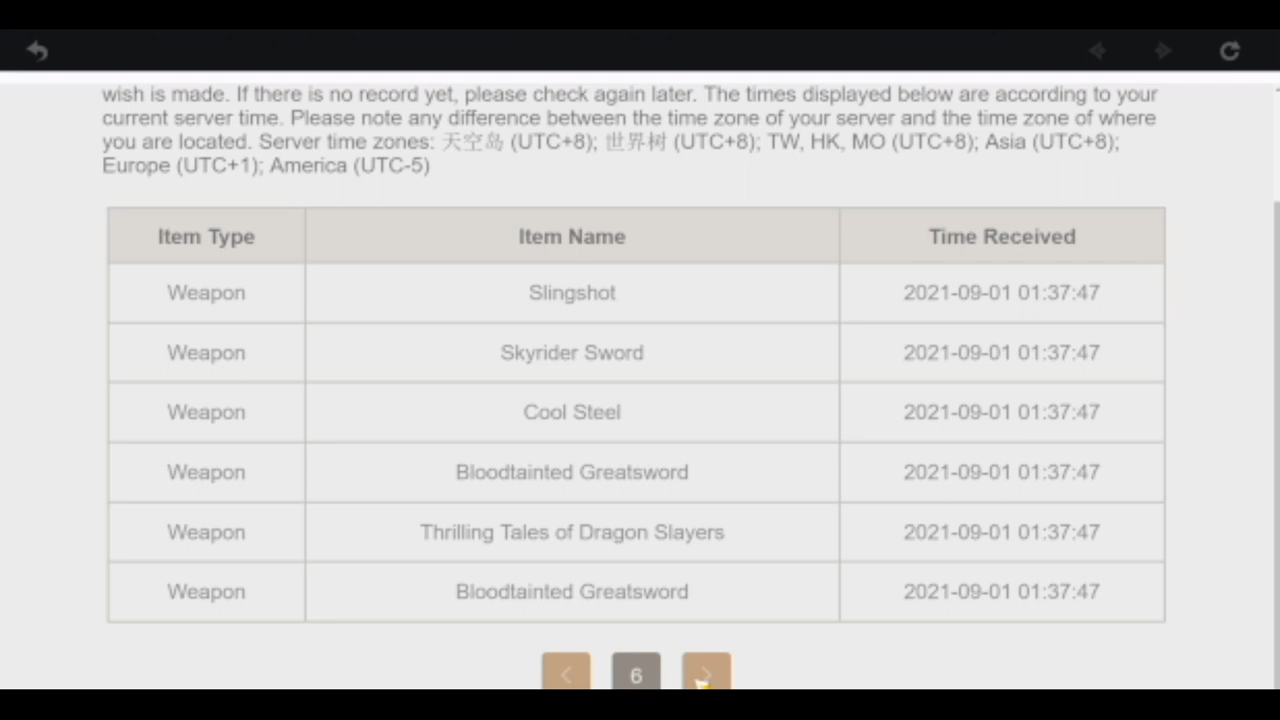 wish is made. If there is no record yet, please check again later. The times displayed below are according to your
current server time. Please note any difference between the time zone of your server and the time zone of where
you are located. Server time zones: 天空岛 (UTC+8); 世界树 (UTC+8); TW, HK, MO (UTC+8); Asia (UTC+8);
Europe (UTC+1); America (UTC-5)
Item Type Item Name Time Received
Weapon Slingshot 2021-09-01 01:37:47
Weapon Skyrider Sword 2021-09-01 01:37:47
Weapon Cool Steel 2021-09-01 01:37:47
Weapon Bloodtainted Greatsword 2021-09-01 01:37:47
Weapon Thrilling Tales of Dragon Slayers 2021-09-01 01:37:47
Weapon Bloodtainted Greatsword 2021-09-01 01:37:47
6